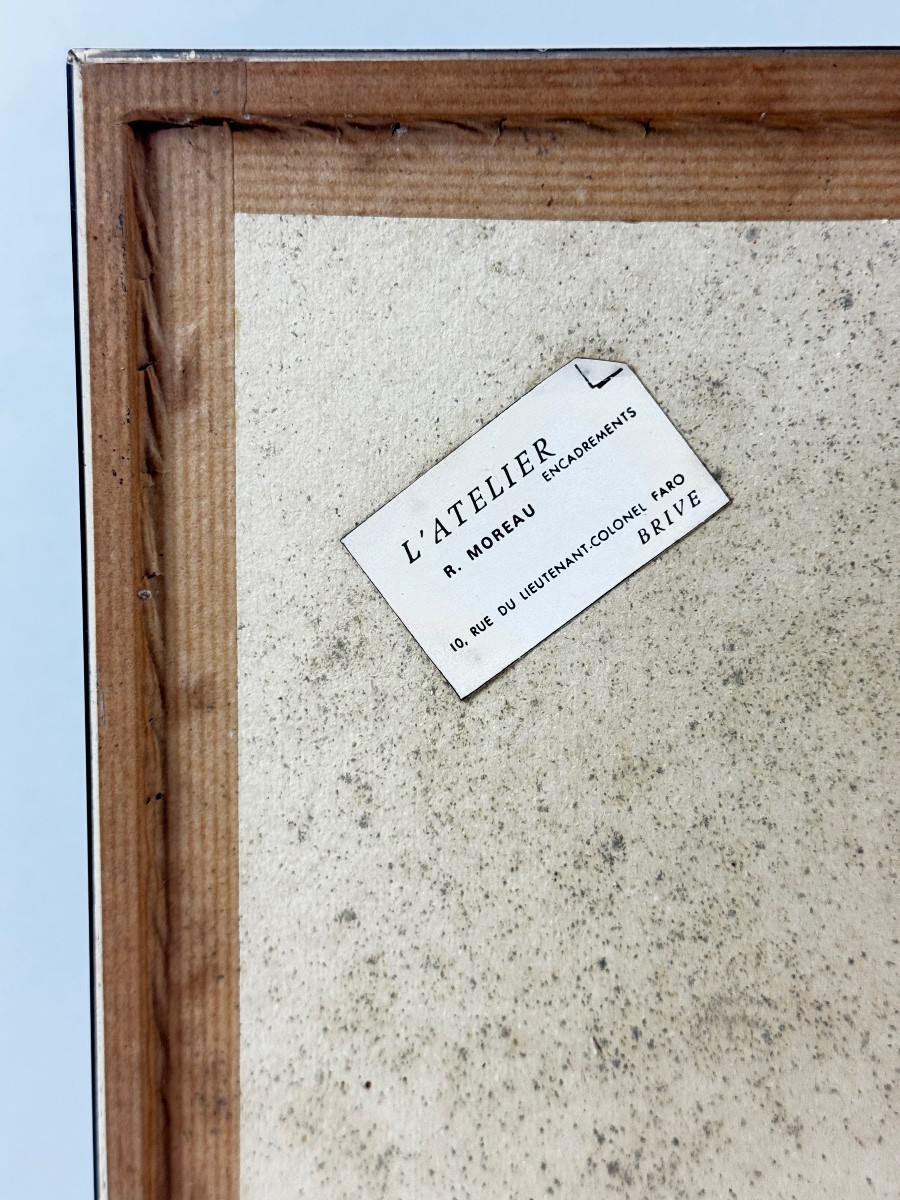 L'ATELIER
ENCADREMENTS
R. MOREAU
10, RUE DU LIEUTENANT-COLONEL FARO
BRIVE